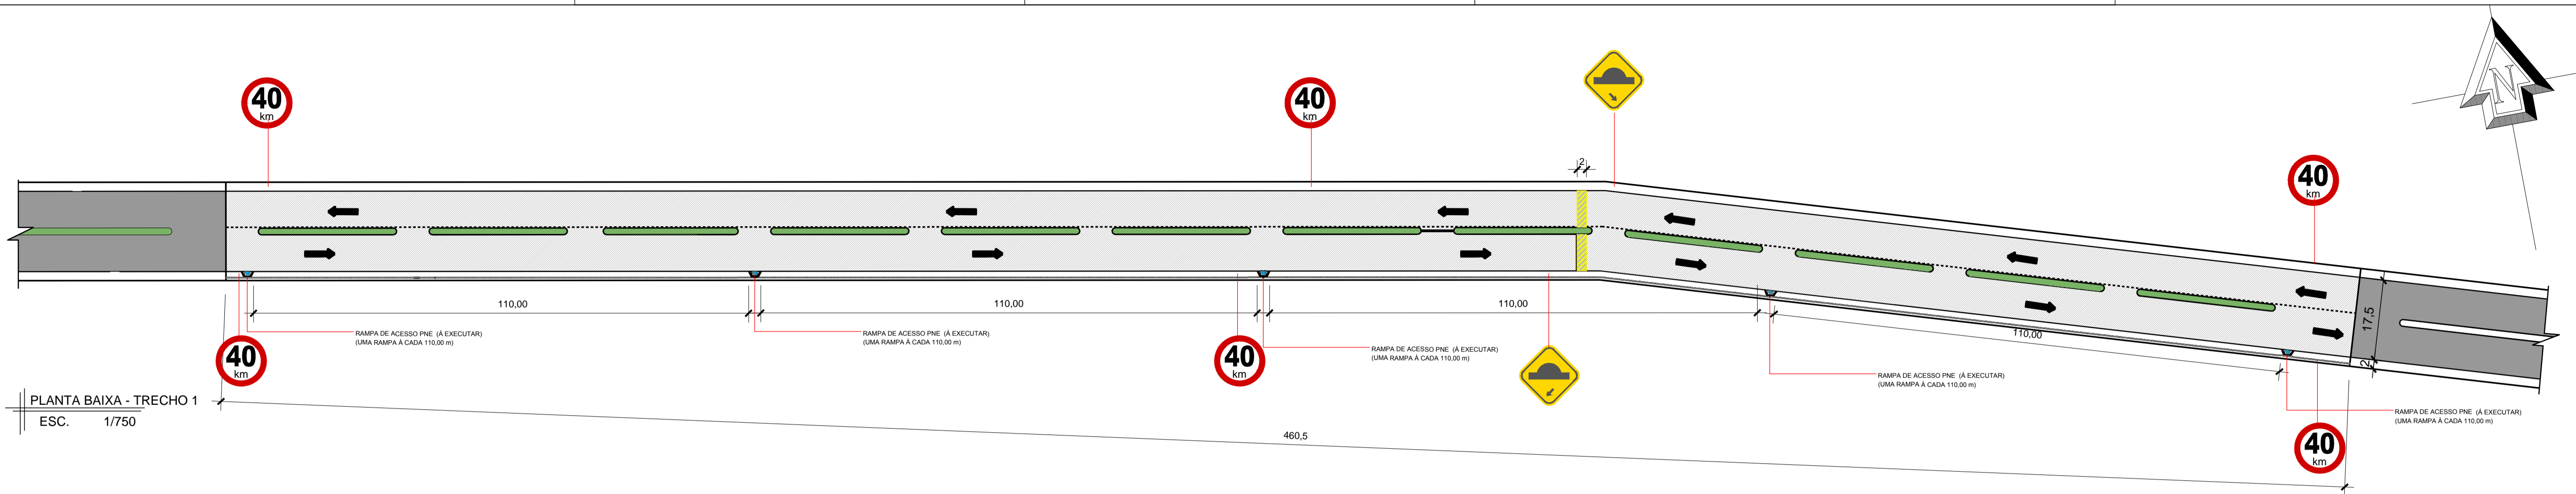 N
40
km
40
km
40
km
2
110,00
110,00
110,00
110,00
17,5
2
RAMPA DE ACESSO PNE (Á EXECUTAR)
(UMA RAMPA À CADA 110,00 m)
RAMPA DE ACESSO PNE (Á EXECUTAR)
(UMA RAMPA À CADA 110,00 m)
RAMPA DE ACESSO PNE (Á EXECUTAR)
(UMA RAMPA À CADA 110,00 m)
RAMPA DE ACESSO PNE (Á EXECUTAR)
(UMA RAMPA À CADA 110,00 m)
RAMPA DE ACESSO PNE (Á EXECUTAR)
(UMA RAMPA À CADA 110,00 m)
40
km
40
km
40
km
PLANTA BAIXA - TRECHO 1
ESC. 1/750
460,5